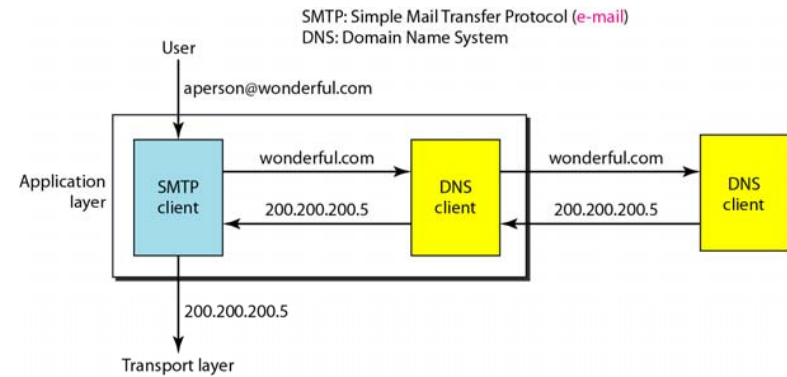 SMTP: Simple Mail Transfer Protocol (e-mail)
DNS: Domain Name System
User
aperson@wonderful.com
Application
layer
SMTP
client
wonderful.com
200.200.200.5
DNS
client
wonderful.com
200.200.200.5
DNS
client
200.200.200.5
Transport layer